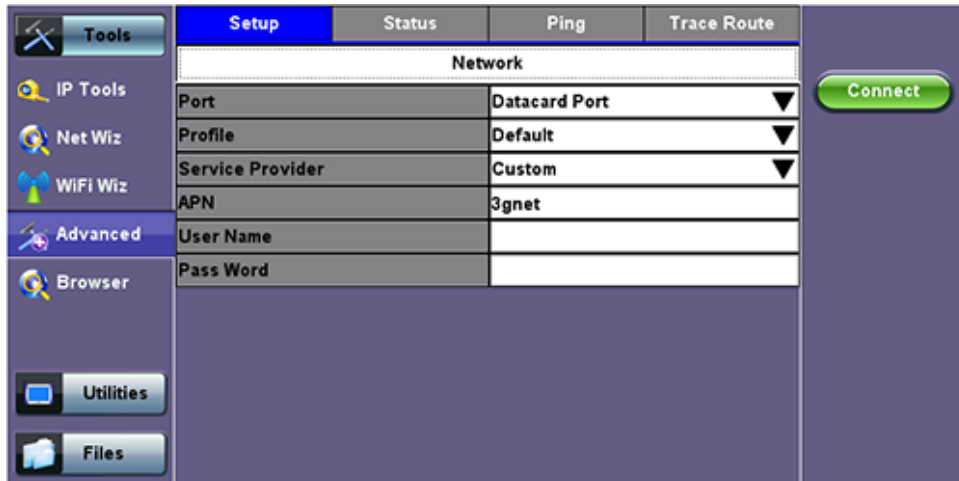 Tools
IP Tools
Net Wiz
WiFi Wiz
Advanced
Browser
Utilities
Files
Setup Status Ping Trace Route
Network
Port Datacard Port
Profile Default
Service Provider Custom
APN 3gnet
User Name
Pass Word
Connect